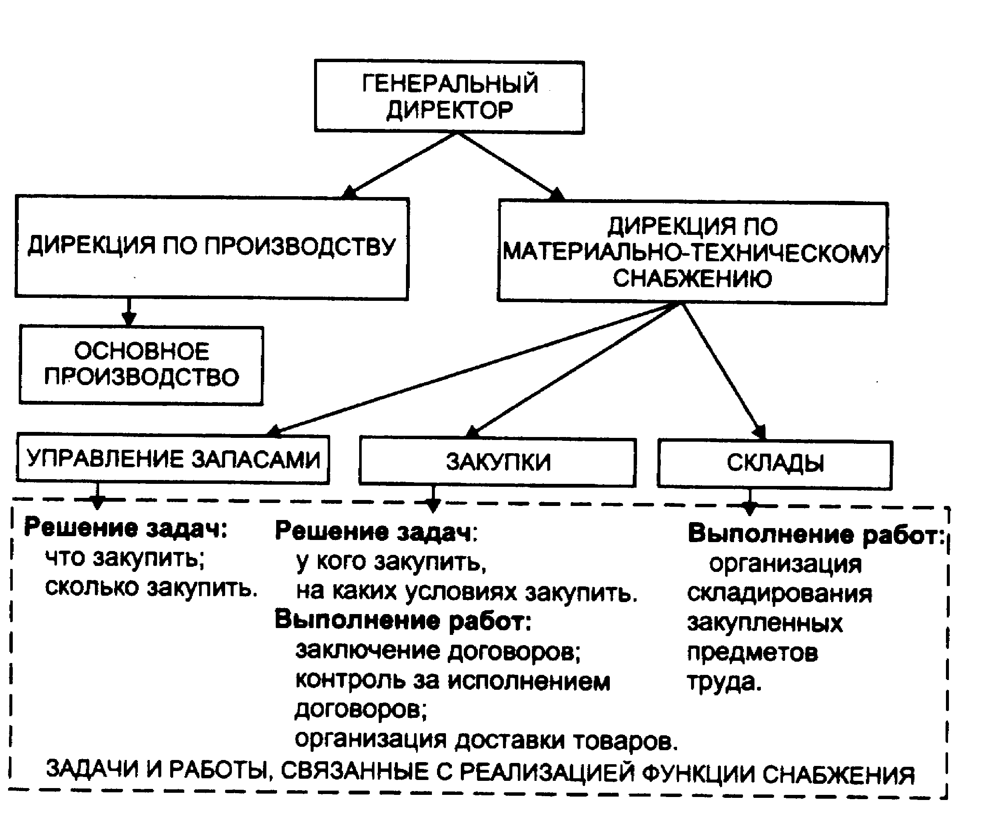 ГЕНЕРАЛЬНЫЙ
ДИРЕКТОР
ДИРЕКЦИЯ ПО ПРОИЗВОДСТВУ
ДИРЕКЦИЯ ПО
МАТЕРИАЛЬНО-ТЕХНИЧЕСКОМУ
СНАБЖЕНИЮ
ОСНОВНОЕ
ПРОИЗВОДСТВО
УПРАВЛЕНИЕ ЗАПАСАМИ
ЗАКУПКИ
СКЛАДЫ
Решение задач:
что закупить;
сколько закупить.
Решение задач:
у кого закупить,
на каких условиях закупить.
Выполнение работ:
заключение договоров;
контроль за исполнением
договоров;
организация доставки товаров.
Выполнение работ:
организация
складирования
закупленных
предметов
труда.
ЗАДАЧИ И РАБОТЫ, СВЯЗАННЫЕ С РЕАЛИЗАЦИЕЙ ФУНКЦИИ СНАБЖЕНИЯ